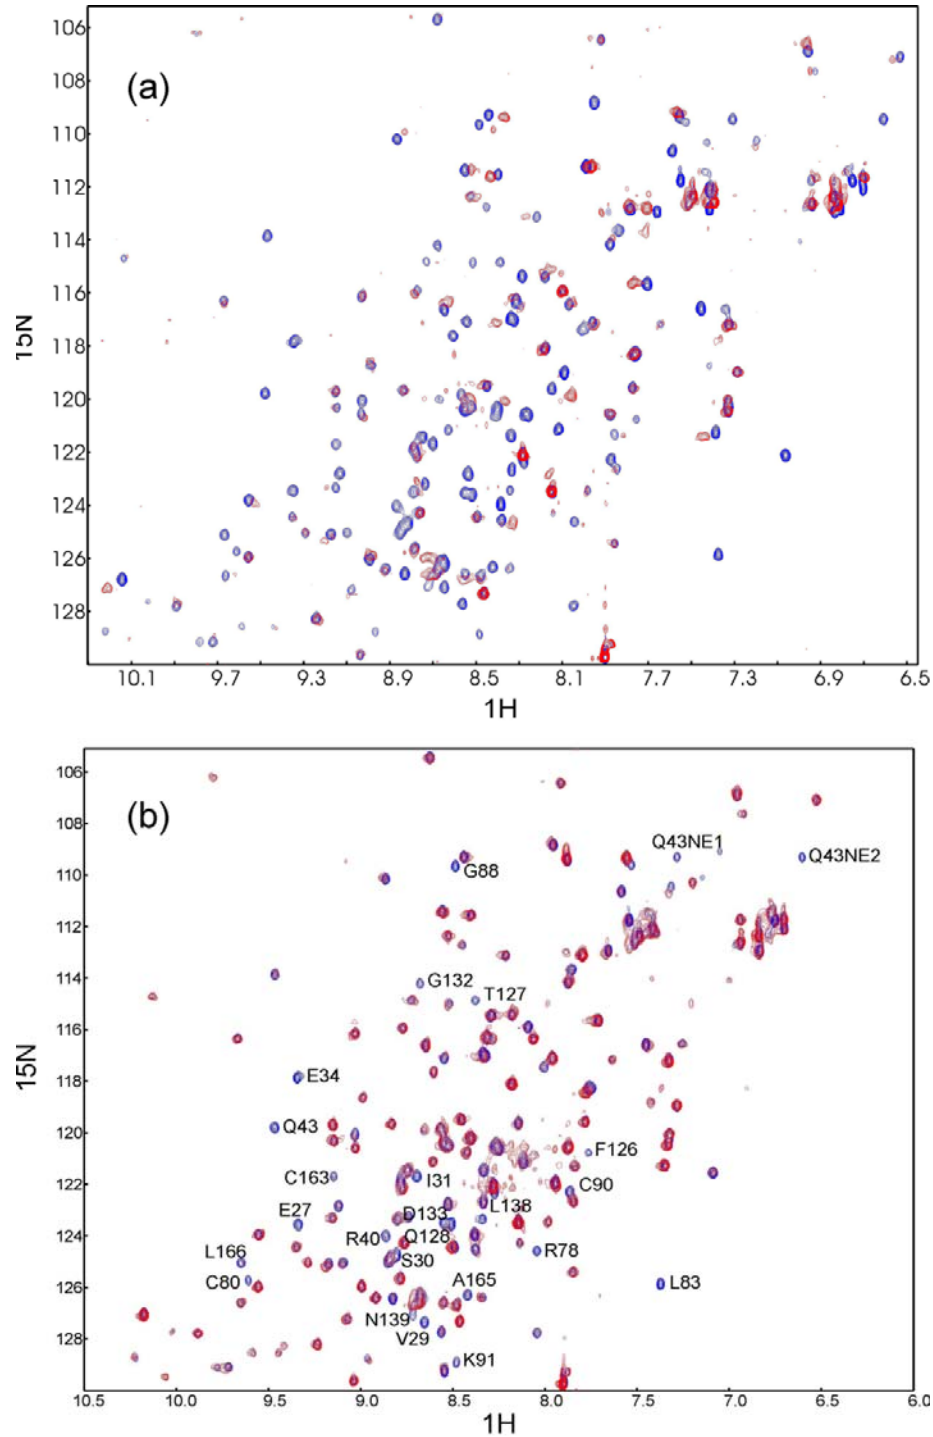 (a)
106
108
110
112
114
116
118
120
122
124
126
128
15N
10.1 9.7 9.3 8.9 8.5 8.1 7.7 7.3 6.9 6.5
1H
(b)
106
108
110
112
114
116
118
120
122
124
126
128
15N
Q43NE1
Q43NE2
G88
G132
T127
E34
Q43
F126
C163
I31
C90
L138
E27
D133
R40
Q128
L166
S30
R78
C80
A165
L83
N139
V29
K91
10.5 10.0 9.5 9.0 8.5 8.0 7.5 7.0 6.5 6.0
1H